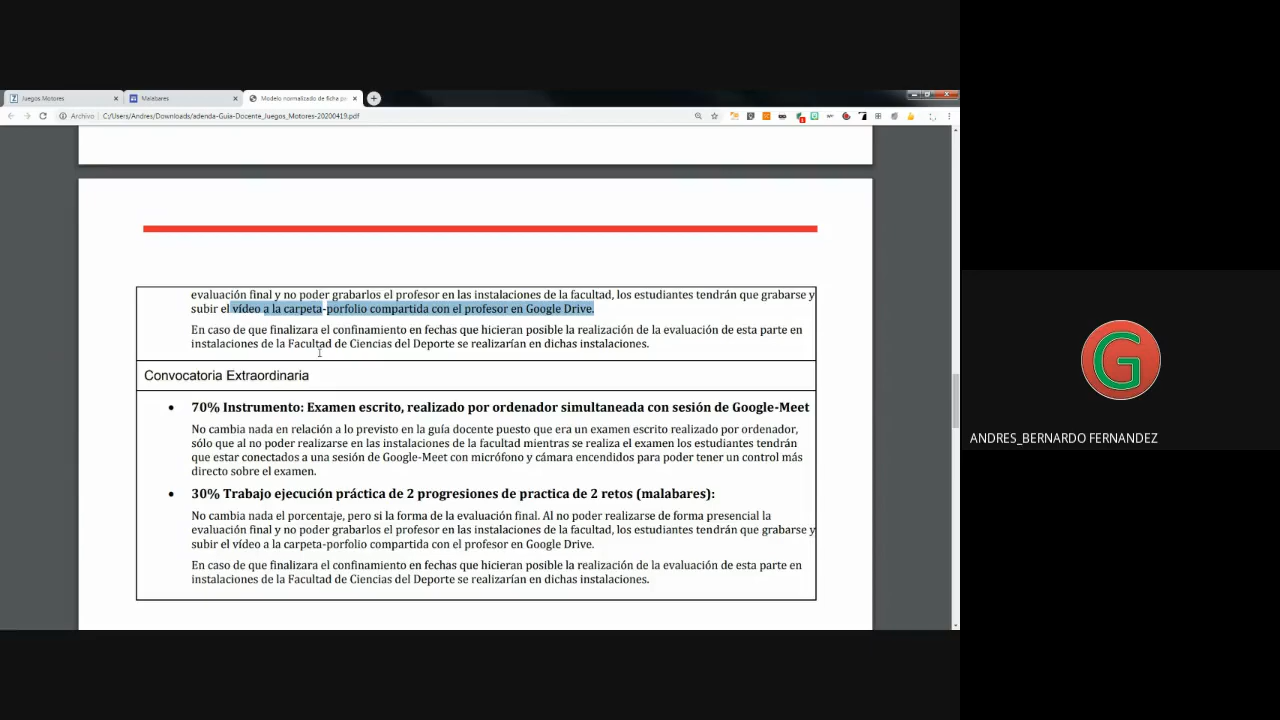 Juegos Motores
Malabares
Modelo normalizado de ficha pa
Archivo | C:/Users/Andres/Downloads/adenda-Guia-Docente_Juegos_Motores-20200419.pdf
evaluación final y no poder grabarlos el profesor en las instalaciones de la facultad, los estudiantes tendrán que grabarse y
subir el vídeo a la carpeta-porfolio compartida con el profesor en Google Drive.
En caso de que finalizara el confinamiento en fechas que hicieran posible la realización de la evaluación de esta parte en
instalaciones de la Facultad de Ciencias del Deporte se realizarían en dichas instalaciones.
Convocatoria Extraordinaria
• 70% Instrumento: Examen escrito, realizado por ordenador simultaneada con sesión de Google-Meet
No cambia nada en relación a lo previsto en la guía docente puesto que era un examen escrito realizado por ordenador,
sólo que al no poder realizarse en las instalaciones de la facultad mientras se realiza el examen los estudiantes tendrán
que estar conectados a una sesión de Google-Meet con micrófono y cámara encendidos para poder tener un control más
directo sobre el examen.
• 30% Trabajo ejecución práctica de 2 progresiones de practica de 2 retos (malabares):
No cambia nada el porcentaje, pero si la forma de la evaluación final. Al no poder realizarse de forma presencial la
evaluación final y no poder grabarlos el profesor en las instalaciones de la facultad, los estudiantes tendrán que grabarse y
subir el vídeo a la carpeta-porfolio compartida con el profesor en Google Drive.
En caso de que finalizara el confinamiento en fechas que hicieran posible la realización de la evaluación de esta parte en
instalaciones de la Facultad de Ciencias del Deporte se realizarían en dichas instalaciones.
G
ANDRES_BERNARDO FERNANDEZ